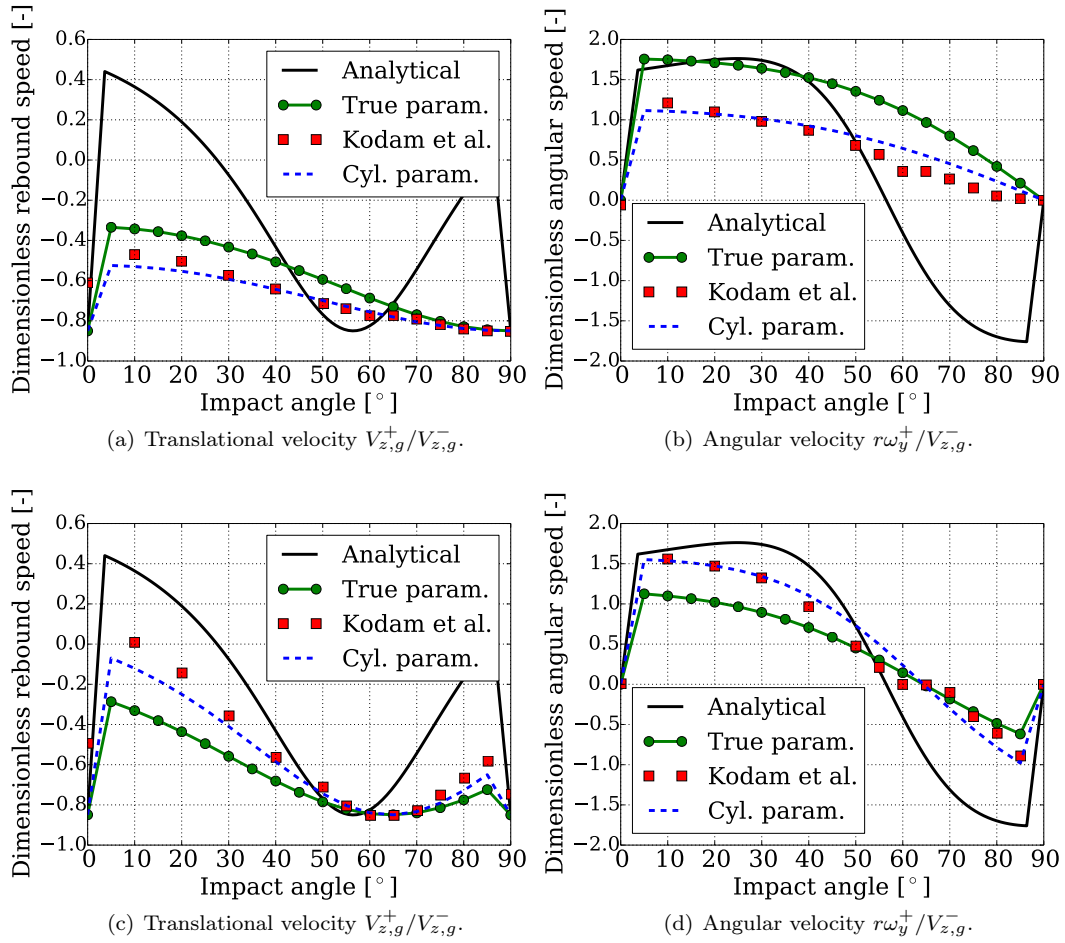 Dimensionless rebound speed [-]
0.6
0.4
0.2
0.0
−0.2
−0.4
−0.6
−0.8
−1.0
Analytical
True param.
Kodam et al.
Cyl. param.
0 10 20 30 40 50 60 70 80 90
Impact angle [°]
(a) Translational velocity $V_{z,g}^{+}/V_{z,g}^{-}$.
Dimensionless angular speed [-]
2.0
1.5
1.0
0.5
0.0
−0.5
−1.0
−1.5
−2.0
Analytical
True param.
Kodam et al.
Cyl. param.
0 10 20 30 40 50 60 70 80 90
Impact angle [°]
(b) Angular velocity $r\omega_{y}^{+}/V_{z,g}^{-}$.
Dimensionless rebound speed [-]
0.6
0.4
0.2
0.0
−0.2
−0.4
−0.6
−0.8
−1.0
Analytical
True param.
Kodam et al.
Cyl. param.
0 10 20 30 40 50 60 70 80 90
Impact angle [°]
(c) Translational velocity $V_{z,g}^{+}/V_{z,g}^{-}$.
Dimensionless angular speed [-]
2.0
1.5
1.0
0.5
0.0
−0.5
−1.0
−1.5
−2.0
Analytical
True param.
Kodam et al.
Cyl. param.
0 10 20 30 40 50 60 70 80 90
Impact angle [°]
(d) Angular velocity $r\omega_{y}^{+}/V_{z,g}^{-}$.